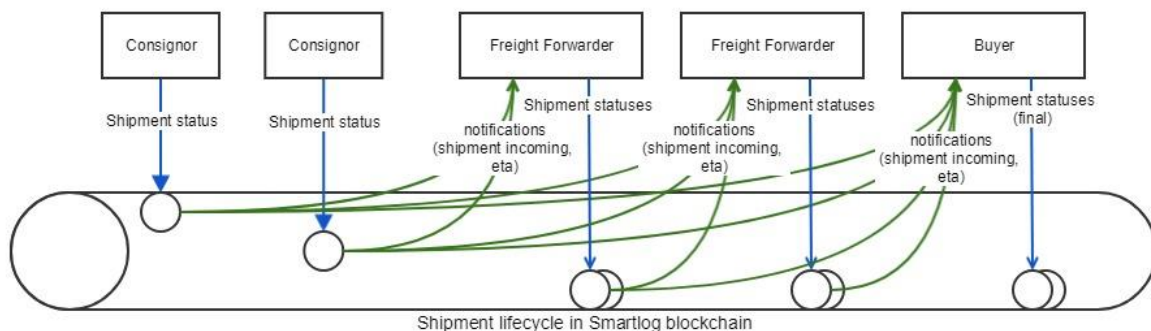 Consignor
Consignor
Freight Forwarder
Freight Forwarder
Buyer
Shipment status
Shipment status
Shipment statuses
notifications
(shipment incoming,
eta)
Shipment statuses
notifications
(shipment incoming,
eta)
Shipment statuses
(final)
notifications
(shipment incoming,
eta)
Shipment lifecycle in Smartlog blockchain